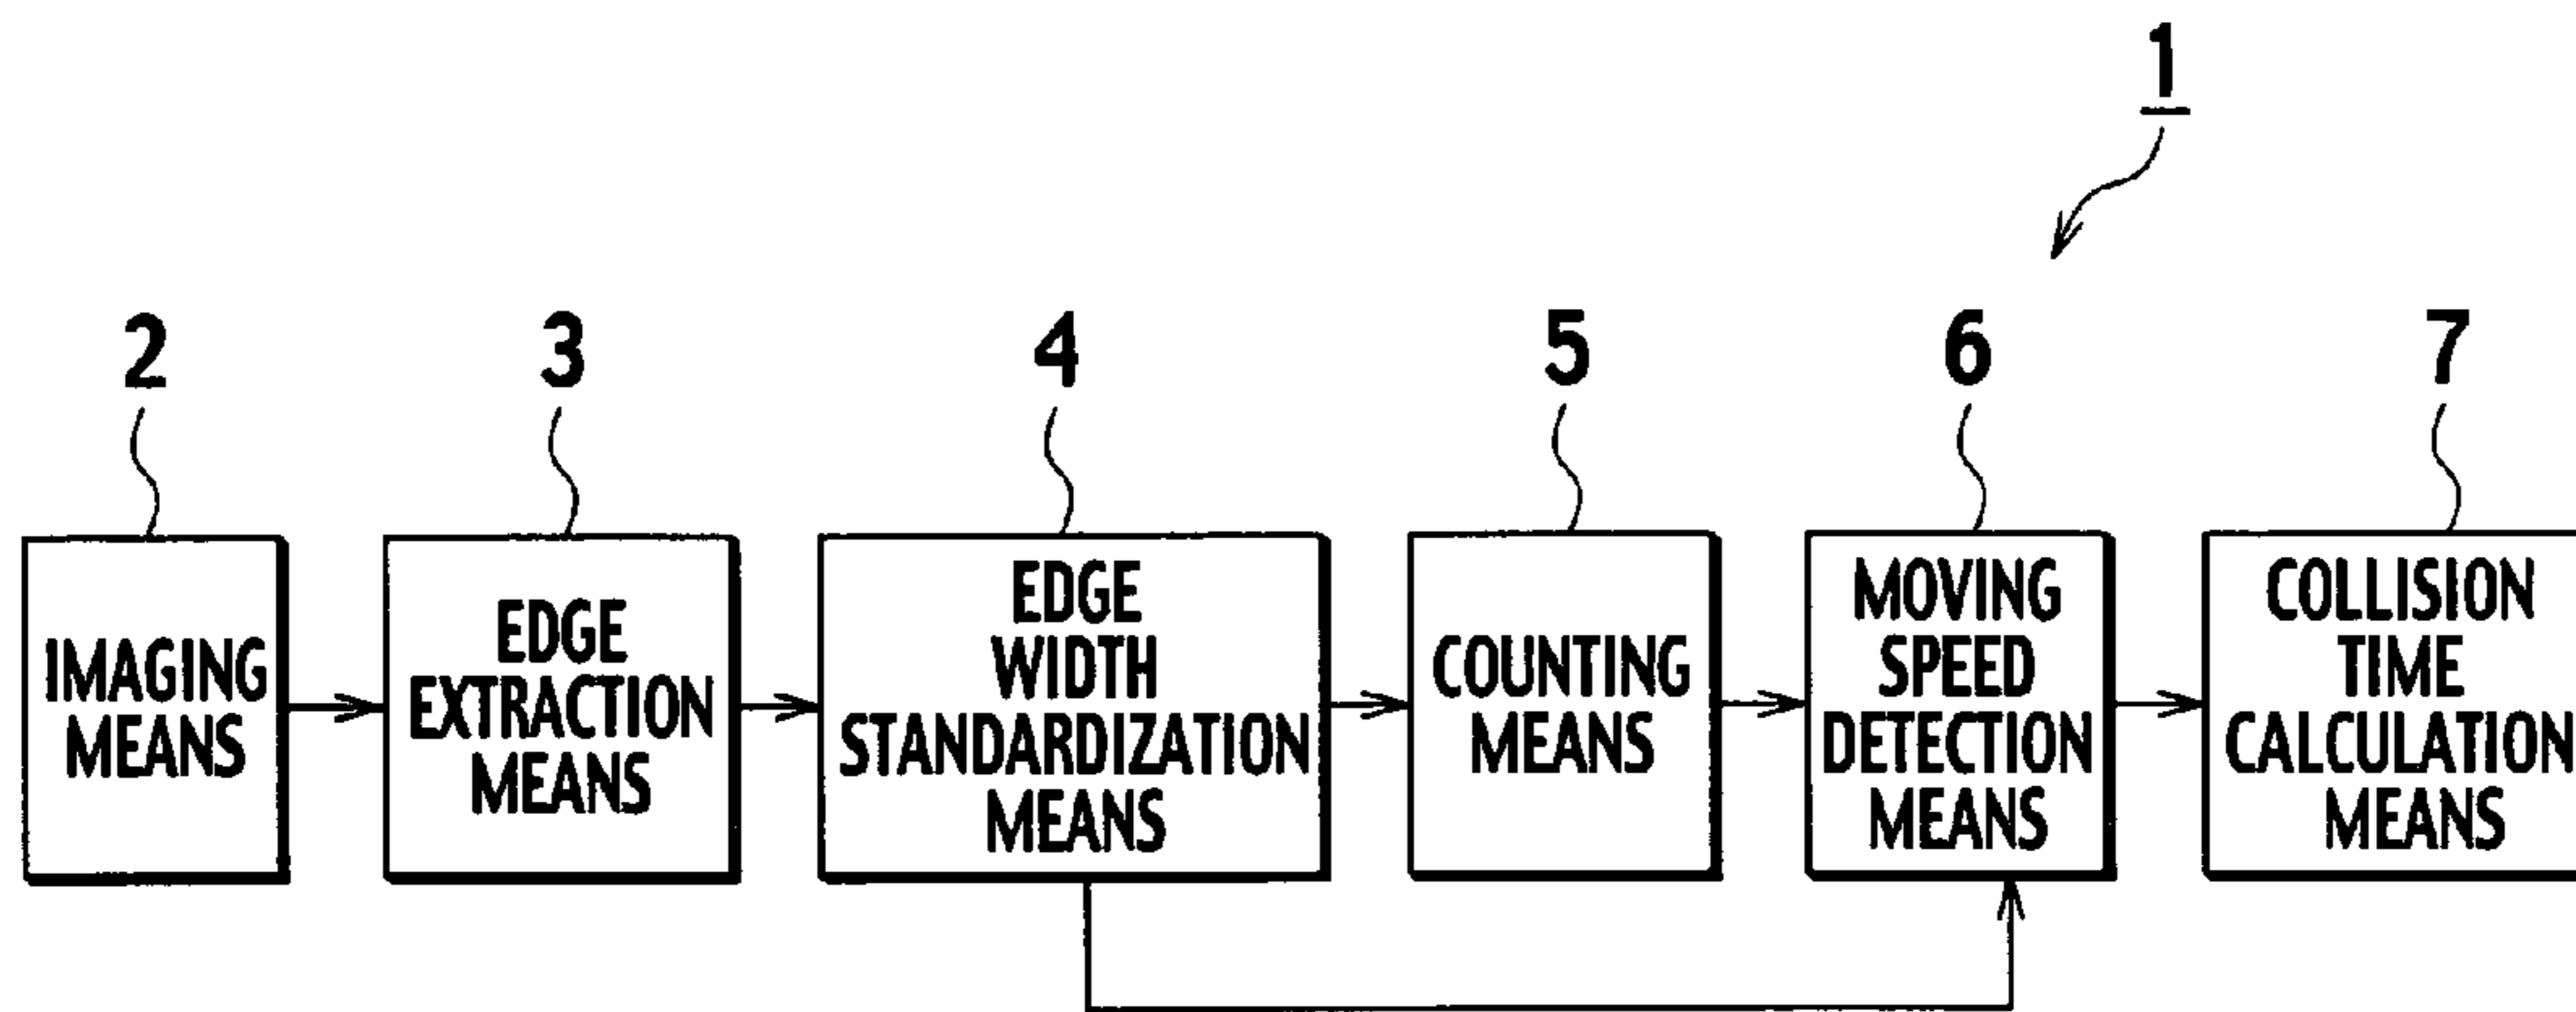 1
2
3
4
5
6
7
IMAGING
MEANS
EDGE
EXTRACTION
MEANS
EDGE
WIDTH
STANDARDIZATION
MEANS
COUNTING
MEANS
MOVING
SPEED
DETECTION
MEANS
COLLISION
TIME
CALCULATION
MEANS